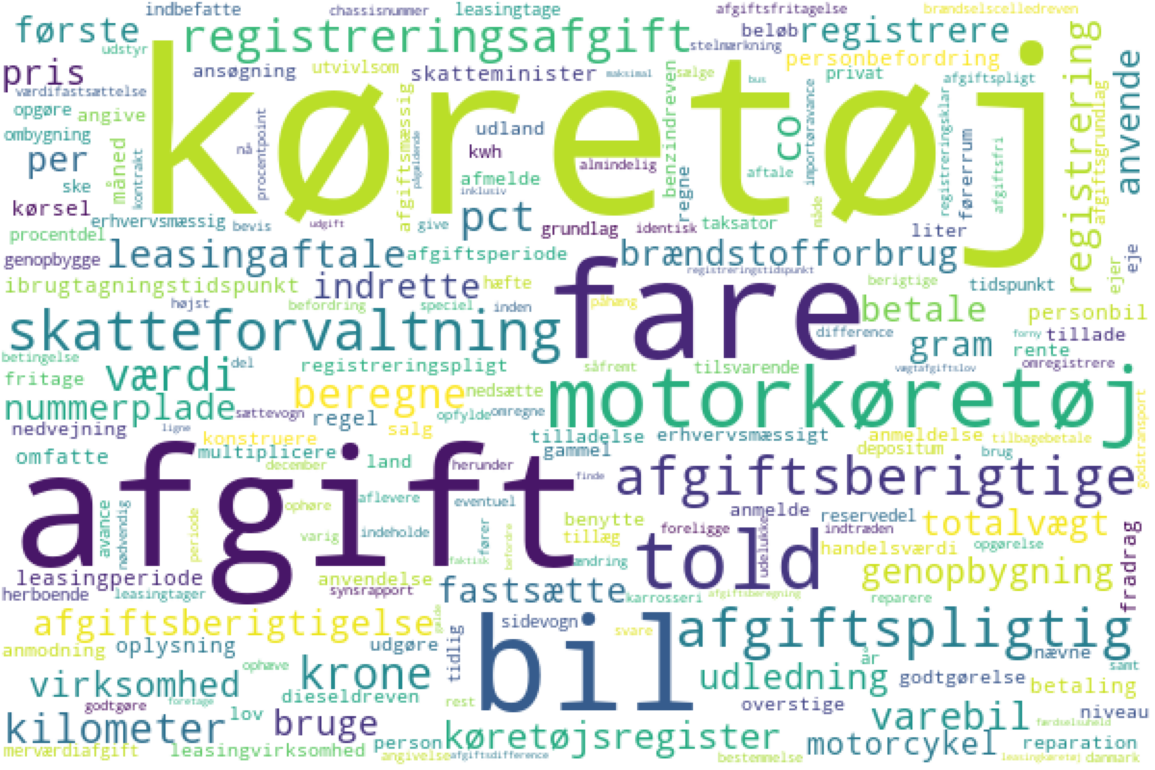 indbefatte
chassisnummer
leasingtage
afgiftsfritagelse
brændselscelledreven
første
udstyr
registreringsafgift
stelmærkning
beløb
registrere
registrering
afgiftsgrundlag
anvende
pris
ansøgning
utvivlsom
skatteminister
maksimal
sælge
bus
personbefordring
privat
afgiftspligt
værdifastsættelse
opgøre
angive
ombygning
køretøj
per
ske
måned
kontrakt
nå
procentpoint
afgiftsmæssig
pågældende
udland
kwh
almindelig
afmelde
inklusiv
benzindreven
regne
co
aftale
importøravance
måde
registreringsklar
førerrum
afgiftsfri
kørsel
erhvervsmæssig
bevis
udgift
give
pct
grundlag
identisk
taksator
liter
procentdel
genopbygge
leasingaftale
afgiftsperiode
brændstofforbrug
registreringstidspunkt
ejer
eje
ibrugtagningstidspunkt
indrette
hæfte
fare
påhæng
berigtige
tidspunkt
højst
befordring
speciel
inden
betale
personbil
skatteforvaltning
difference
gram
forny
tillade
rente
betingelse
del
registreringspligt
såfremt
tilsvarende
vægtafgiftslov
omregistrere
fritage
værdi
beregne
nedsætte
motorkøretøj
nummerplade
sættevogn
regel
opfylde
omregne
nedvejning
ligne
konstruere
salg
tilladelse
erhvervsmæssigt
anmeldelse
tilbagebetale
godstransport
omfatte
multiplicere
gammel
depositum
brug
december
land
herunder
finde
afgiftsberigtige
afgift
avance
nødvendig
periode
ophøre
varig
aflevere
indeholde
eventuel
fører
faktisk
befordre
benytte
tillæg
ændring
foreligge
anmelde
udelukke
reservedel
indtræden
totalvægt
told
handelsværdi
opgørelse
fradrag
leasingperiode
anvendelse
synsrapport
fastsætte
genopbygning
herboende
leasingtager
karrosseri
afgiftsberegning
reparere
afgiftsberigtigelse
gælde
sidevogn
svare
bil
afgiftspligtig
anmodning
oplysning
udgøre
tidlig
år
nævne
samt
ophæve
krone
udledning
godtgørelse
betaling
virksomhed
dieseldreven
godtgøre
foretage
rest
overstige
varebil
niveau
færdselsuheld
kilometer
lov
bruge
person
køretøjsregister
motorcykel
reparation
merværdiafgift
leasingvirksomhed
angivelse
afgiftsdifference
bestemmelse
leasingkøretøj
danmark